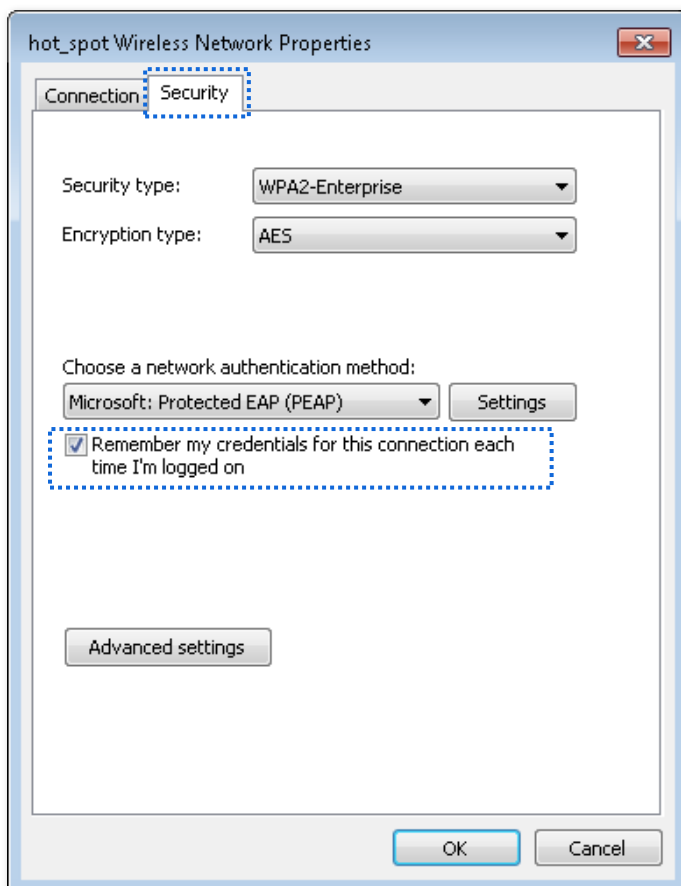 hot_spot Wireless Network Properties
Connection
Security
Security type:
WPA2-Enterprise
Encryption type:
AES
Choose a network authentication method:
Microsoft: Protected EAP (PEAP)
Settings
Remember my credentials for this connection each
time I'm logged on
Advanced settings
OK
Cancel